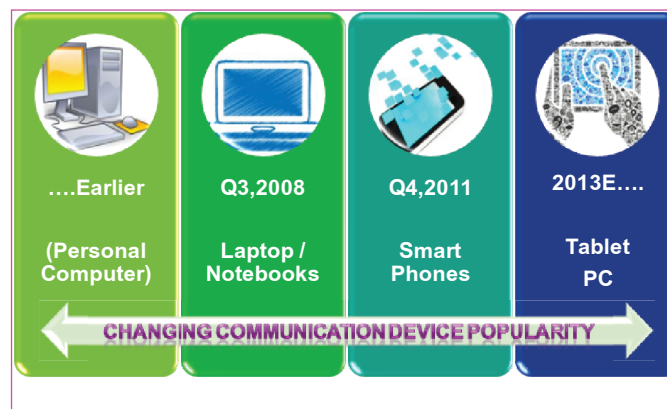 ....Earlier
(Personal
Computer)
Q3,2008
Laptop /
Notebooks
Q4,2011
Smart
Phones
2013E....
Tablet
PC
CHANGING COMMUNICATION DEVICE POPULARITY